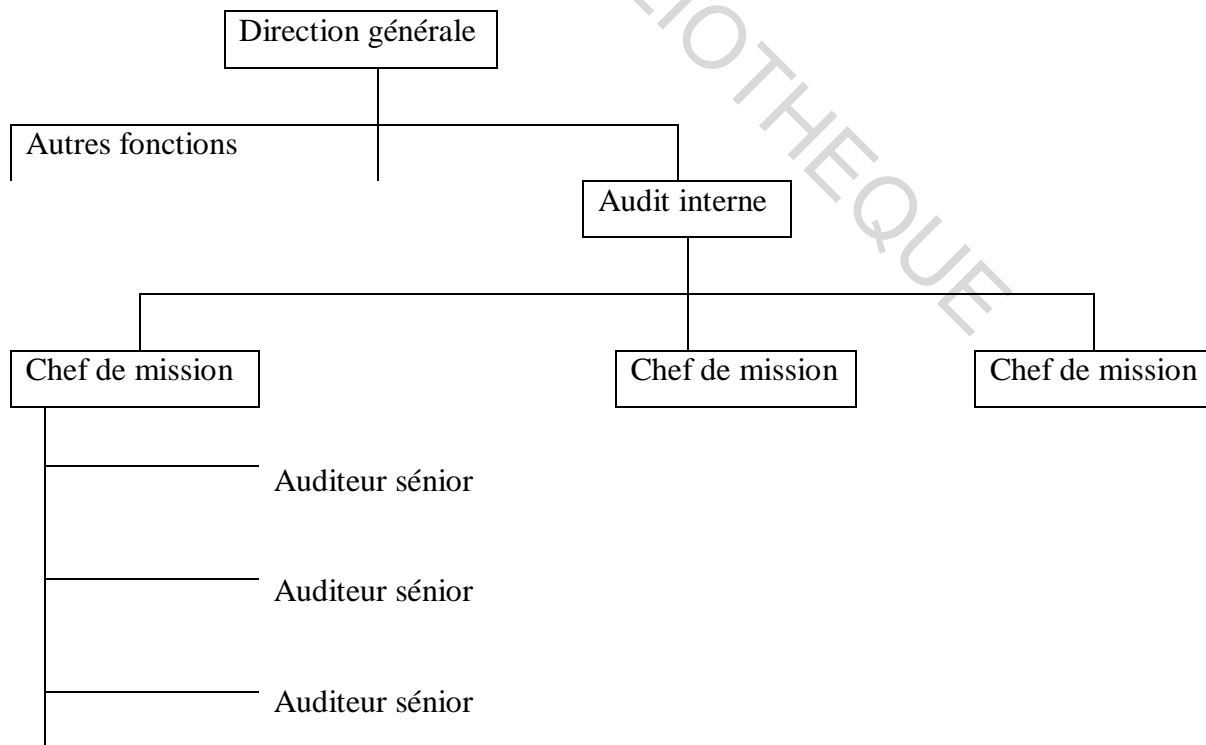 Direction générale
Autres fonctions
Audit interne
Chef de mission
Chef de mission
Chef de mission
Auditeur sénior
Auditeur sénior
Auditeur sénior
LIOTHEQUE